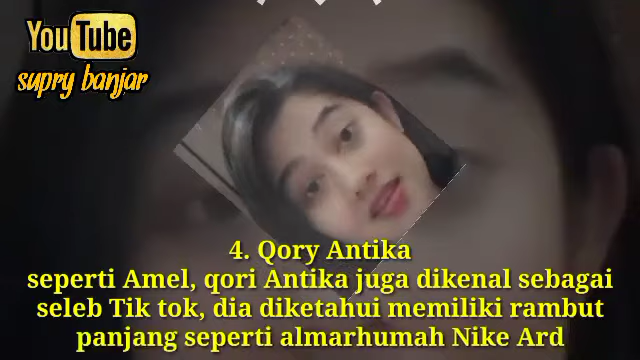 YouTube
supry banjar
4. Qory Antika
seperti Amel, qori Antika juga dikenal sebagai
seleb Tik tok, dia diketahui memiliki rambut
panjang seperti almarhumah Nike Ard